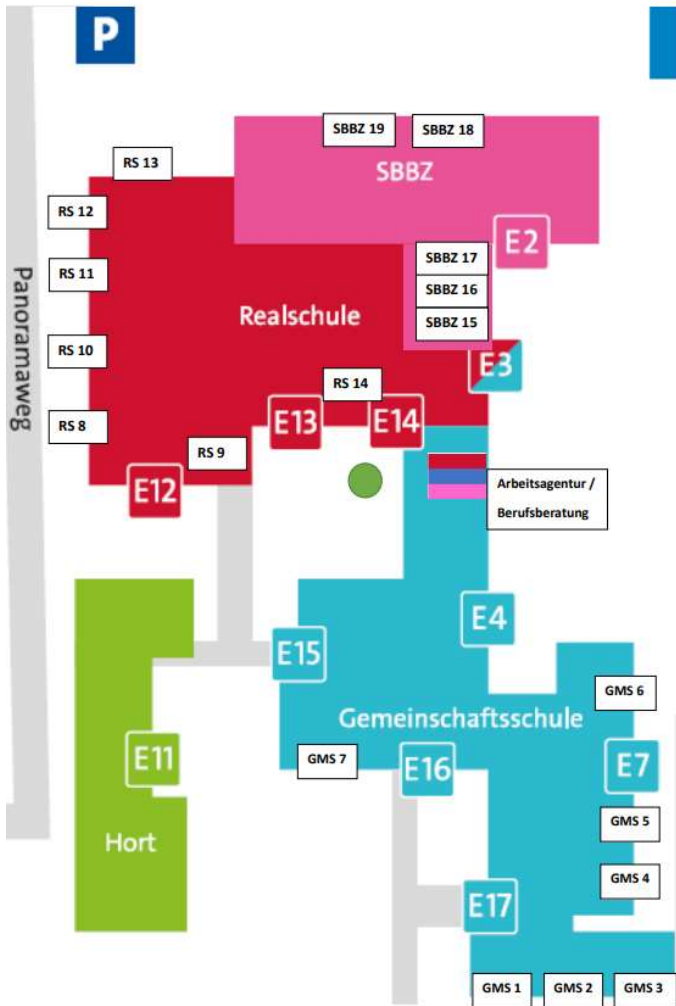 P
SBBZ 19
SBBZ 18
RS 13
SBBZ
RS 12
E2
SBBZ 17
RS 11
SBBZ 16
Panoramaweg
Realschule
SBBZ 15
RS 10
E3
RS 14
E13
E14
RS 8
RS 9
E12
Arbeitsagentur /
Berufsberatung
E4
E15
GMS 6
Gemeinschaftsschule
E11
GMS 7
E16
E7
GMS 5
Hort
GMS 4
E17
GMS 1
GMS 2
GMS 3